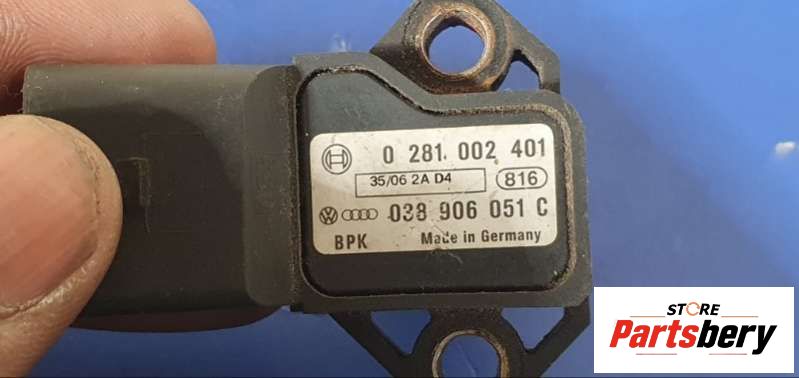 0 281 002 401
35/06 2A D4
816
038 906 051 C
BPK Made in Germany
STORE
Partsbery